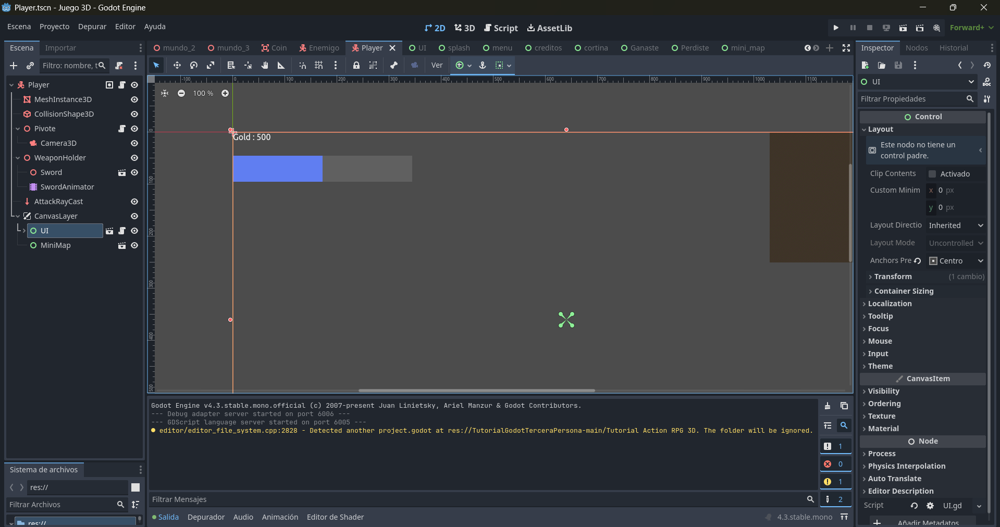 Player.tscn - Juego 3D - Godot Engine
Escena Proyecto Depurar Editor Ayuda
2D 3D Script AssetLib
Forward+
Escena Importar
mundo_2 mundo_3 Coin Enemigo Player UI splash menu creditos cortina Ganaste Perdiste mini_map
Inspector Nodos Historial
Filtro: nombre, t
Ver
Player
MeshInstance3D
CollisionShape3D
Pivote
Camera3D
WeaponHolder
Sword
SwordAnimator
AttackRayCast
CanvasLayer
UI
MiniMap
-100 0 100 200 300 400 500 600 700 800 900 1000 1100
0 100 200 300 400 500
100 %
Gold : 500
UI
Filtrar Propiedades
Control
Layout
Este nodo no tiene un
control padre.
Clip Contents Activado
Custom Minim x 0 px
y 0 px
Layout Directio Inherited
Layout Mode Uncontrolled
Anchors Pre Centro
Transform (1 cambio)
Container Sizing
Localization
Tooltip
Focus
Mouse
Input
Theme
CanvasItem
Visibility
Ordering
Texture
Material
Node
Process
Physics Interpolation
Auto Translate
Editor Description
Script UI.gd
Añadir Metadatos
Godot Engine v4.3.stable.mono.official (c) 2007-present Juan Linietsky, Ariel Manzur & Godot Contributors.
--- Debug adapter server started on port 6006 ---
--- GDScript language server started on port 6005 ---
editor/editor_file_system.cpp:2828 - Detected another project.godot at res://TutorialGodotTerceraPersona-main/Tutorial Action RPG 3D. The folder will be ignored.
1
0
1
2
Filtrar Mensajes
Salida Depurador Audio Animación Editor de Shader
4.3.stable.mono
Sistema de archivos
res://
Filtrar Archivos
res://